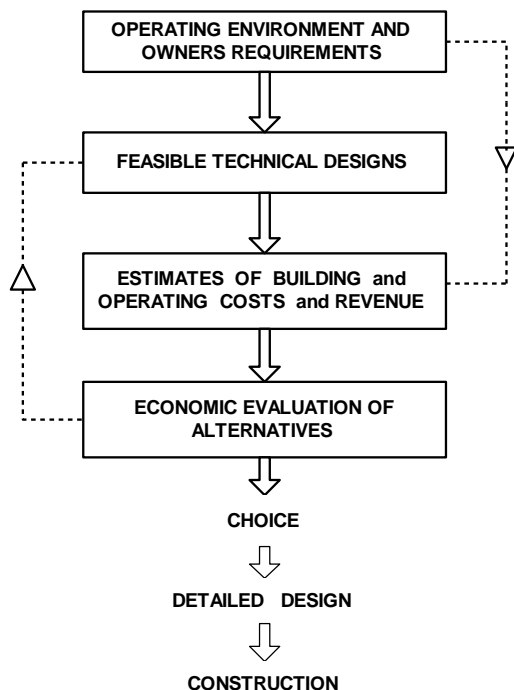 OPERATING ENVIRONMENT AND
OWNERS REQUIREMENTS
FEASIBLE TECHNICAL DESIGNS
ESTIMATES OF BUILDING and
OPERATING COSTS and REVENUE
ECONOMIC EVALUATION OF
ALTERNATIVES
CHOICE
DETAILED DESIGN
CONSTRUCTION